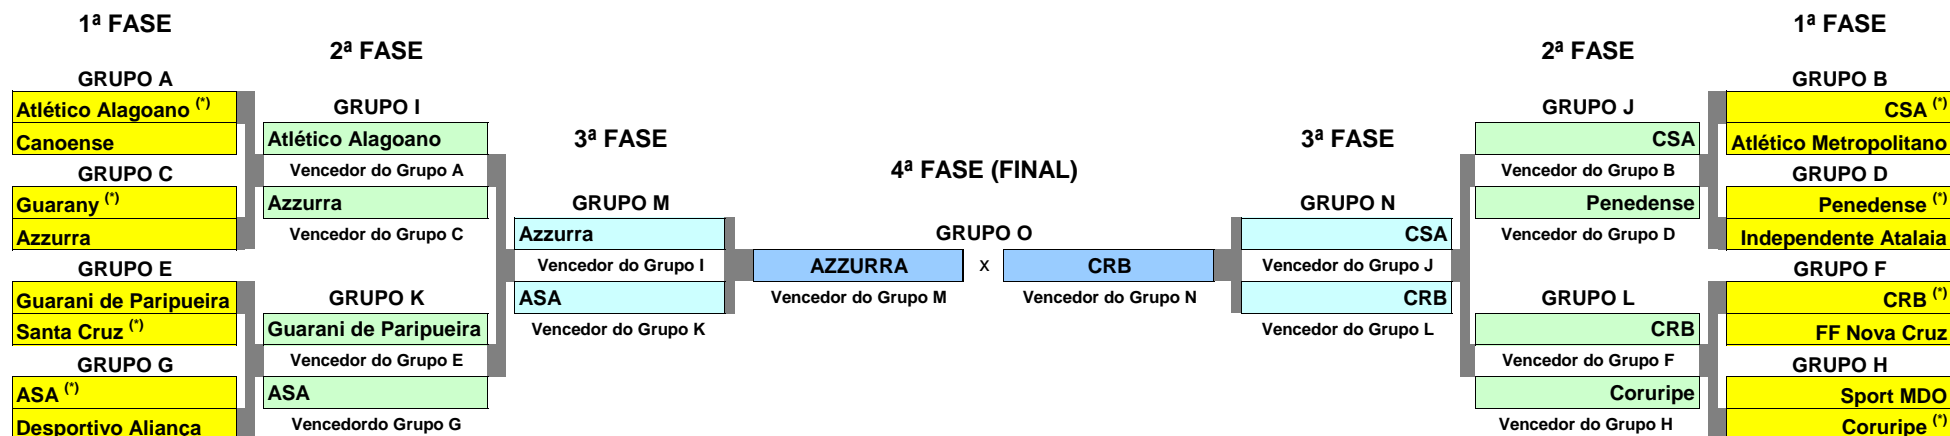 1ª FASE
2ª FASE
GRUPO A
Atlético Alagoano (*)
Canoense
GRUPO C
Guarany (*)
Azzurra
GRUPO E
Guarani de Paripueira
Santa Cruz (*)
GRUPO G
ASA (*)
Desportivo Aliança
GRUPO I
Atlético Alagoano
Vencedor do Grupo A
Azzurra
Vencedor do Grupo C
GRUPO K
Guarani de Paripueira
Vencedor do Grupo E
ASA
Vencedordo Grupo G
3ª FASE
GRUPO M
Azzurra
Vencedor do Grupo I
ASA
Vencedor do Grupo K
4ª FASE (FINAL)
GRUPO O
AZZURRA x CRB
Vencedor do Grupo M Vencedor do Grupo N
3ª FASE
GRUPO N
CSA
Vencedor do Grupo J
CRB
Vencedor do Grupo L
2ª FASE
GRUPO J
CSA
Vencedor do Grupo B
Penedense
Vencedor do Grupo D
GRUPO L
CRB
Vencedor do Grupo F
Coruripe
Vencedor do Grupo H
1ª FASE
GRUPO B
CSA (*)
Atlético Metropolitano
GRUPO D
Penedense (*)
Independente Atalaia
GRUPO F
CRB (*)
FF Nova Cruz
GRUPO H
Sport MDO
Coruripe (*)